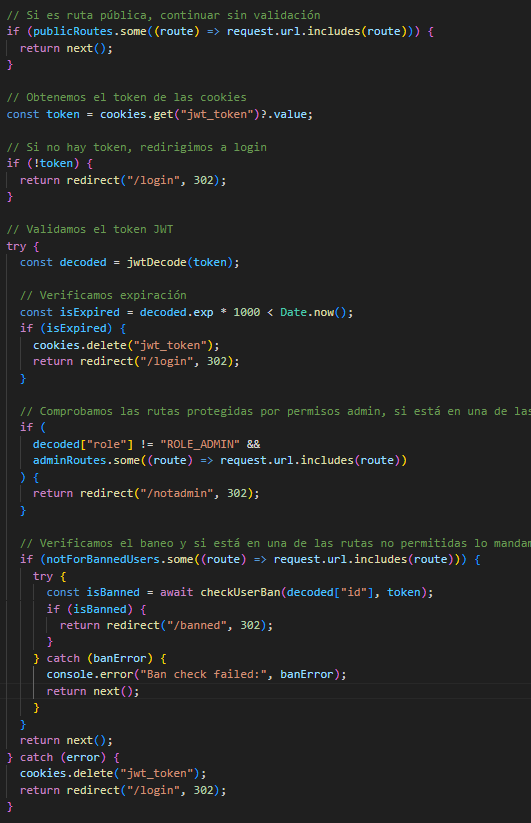 // Si es ruta pública, continuar sin validación
if (publicRoutes.some((route) => request.url.includes(route))) {
  return next();
}

// Obtenemos el token de las cookies
const token = cookies.get("jwt_token")?.value;

// Si no hay token, redirigimos a login
if (!token) {
  return redirect("/login", 302);
}

// Validamos el token JWT
try {
  const decoded = jwtDecode(token);

  // Verificamos expiración
  const isExpired = decoded.exp * 1000 < Date.now();
  if (isExpired) {
    cookies.delete("jwt_token");
    return redirect("/login", 302);
  }

  // Comprobamos las rutas protegidas por permisos admin, si está en una de las
  if (
    decoded["role"] != "ROLE_ADMIN" &&
    adminRoutes.some((route) => request.url.includes(route))
  ) {
    return redirect("/notadmin", 302);
  }

  // Verificamos el baneo y si está en una de las rutas no permitidas lo mandam
  if (notForBannedUsers.some((route) => request.url.includes(route))) {
    try {
      const isBanned = await checkUserBan(decoded["id"], token);
      if (isBanned) {
        return redirect("/banned", 302);
      }
    } catch (banError) {
      console.error("Ban check failed:", banError);
      return next();
    }
  }
  return next();
} catch (error) {
  cookies.delete("jwt_token");
  return redirect("/login", 302);
}